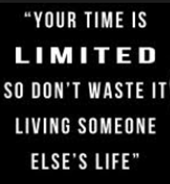 “YOUR TIME IS
LIMITED
SO DON’T WASTE IT
LIVING SOMEONE
ELSE’S LIFE”